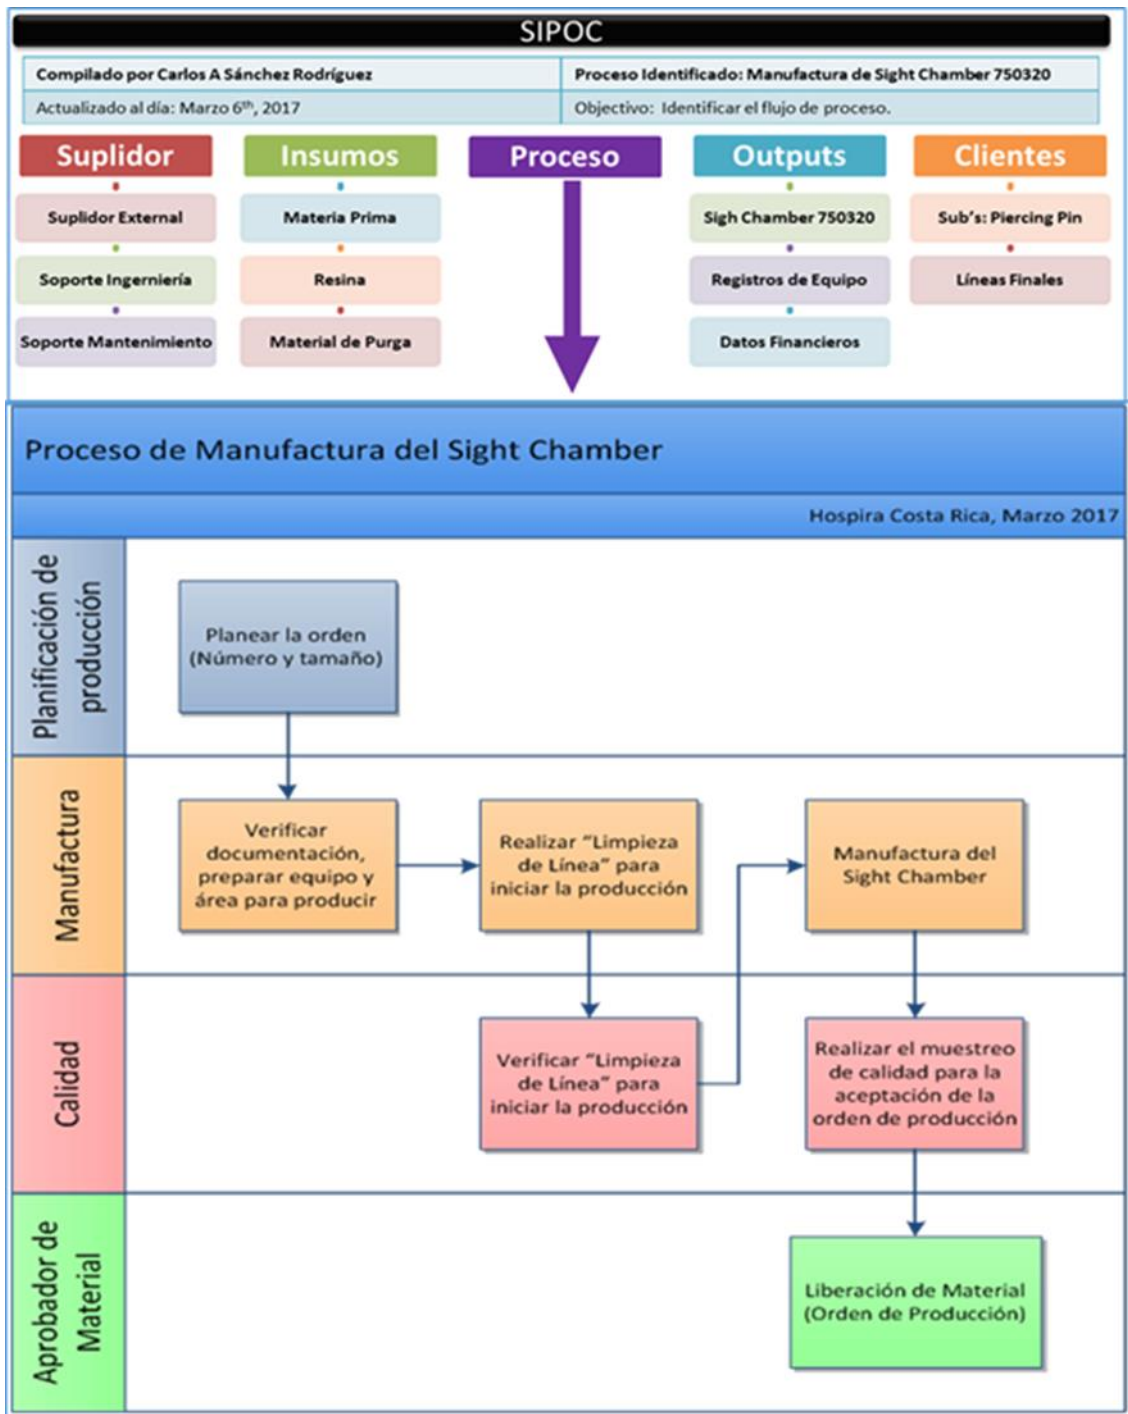 SIPOC
Compilado por Carlos A Sánchez Rodríguez
Proceso Identificado: Manufactura de Sight Chamber 750320
Actualizado al día: Marzo 6th, 2017
Objectivo: Identificar el flujo de proceso.
Suplidor
Insumos
Proceso
Outputs
Clientes
Suplidor External
Materia Prima
Sigh Chamber 750320
Sub's: Piercing Pin
Soporte Ingerniería
Resina
Registros de Equipo
Líneas Finales
Soporte Mantenimiento
Material de Purga
Datos Financieros
Proceso de Manufactura del Sight Chamber
Hospira Costa Rica, Marzo 2017
Planificación de
producción
Planear la orden
(Número y tamaño)
Manufactura
Verificar
documentación,
preparar equipo y
área para producir
Realizar “Limpieza
de Línea” para
iniciar la producción
Manufactura del
Sight Chamber
Calidad
Verificar “Limpieza
de Línea” para
iniciar la producción
Realizar el muestreo
de calidad para la
aceptación de la
orden de producción
Aprobador de
Material
Liberación de Material
(Orden de Producción)